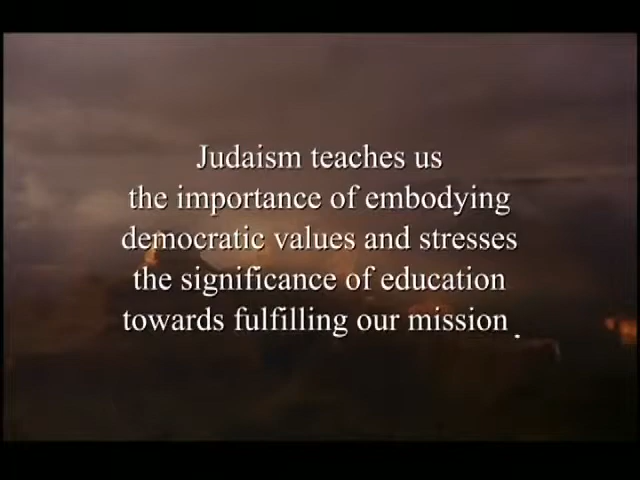 Judaism teaches us
the importance of embodying
democratic values and stresses
the significance of education
towards fulfilling our mission .